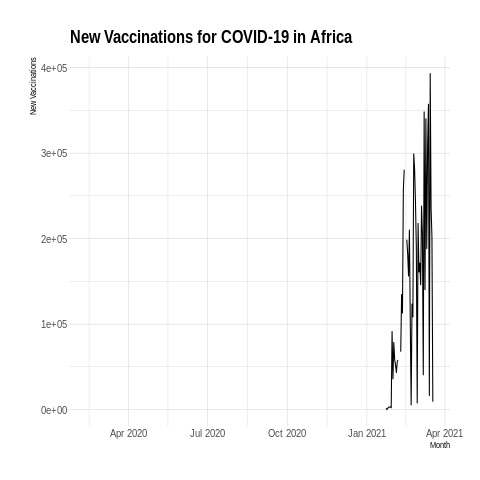 New Vaccinations for COVID-19 in Africa
New Vaccinations
4e+05
3e+05
2e+05
1e+05
0e+00
Apr 2020
Jul 2020
Oct 2020
Jan 2021
Apr 2021
Month